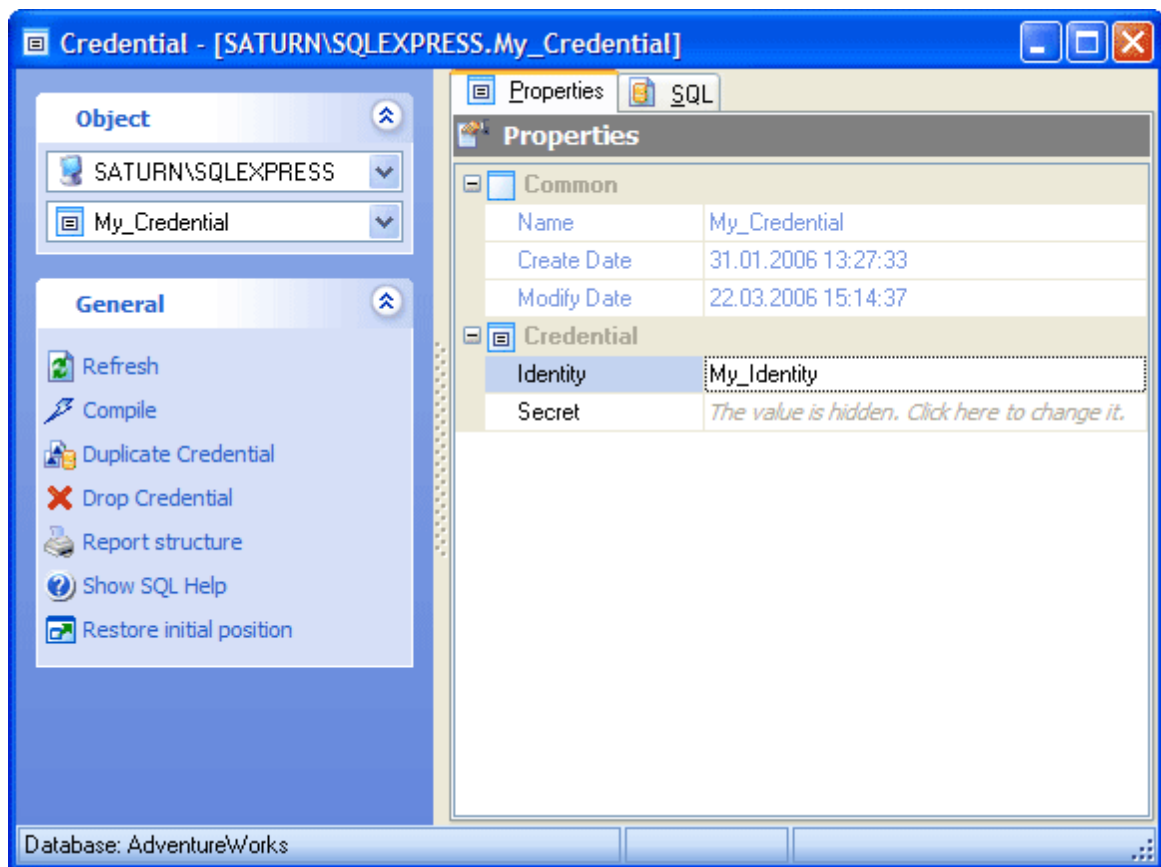 Credential - [SATURN\SQLEXPRESS.My_Credential]
Object
SATURN\SQLEXPRESS
My_Credential
General
Refresh
Compile
Duplicate Credential
Drop Credential
Report structure
Show SQL Help
Restore initial position
Properties SQL
Properties
Common
Name My_Credential
Create Date 31.01.2006 13:27:33
Modify Date 22.03.2006 15:14:37
Credential
Identity My_Identity
Secret The value is hidden. Click here to change it.
Database: AdventureWorks